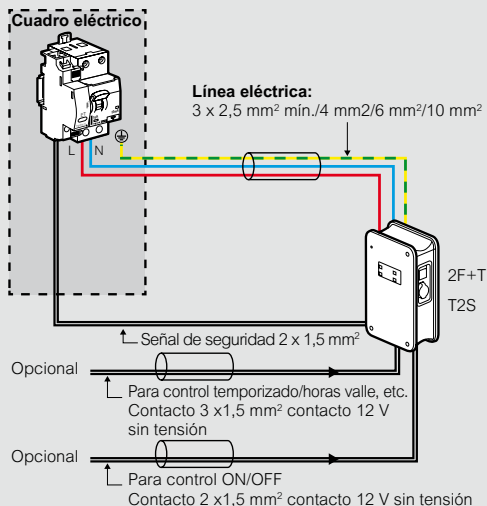 Cuadro eléctrico
Línea eléctrica:
3 x 2,5 mm² mín./4 mm2/6 mm²/10 mm²
L N
2F+T
T2S
Señal de seguridad 2 x 1,5 mm²
Opcional
Para control temporizado/horas valle, etc.
Contacto 3 x1,5 mm² contacto 12 V
sin tensión
Opcional
Para control ON/OFF
Contacto 2 x1,5 mm² contacto 12 V sin tensión